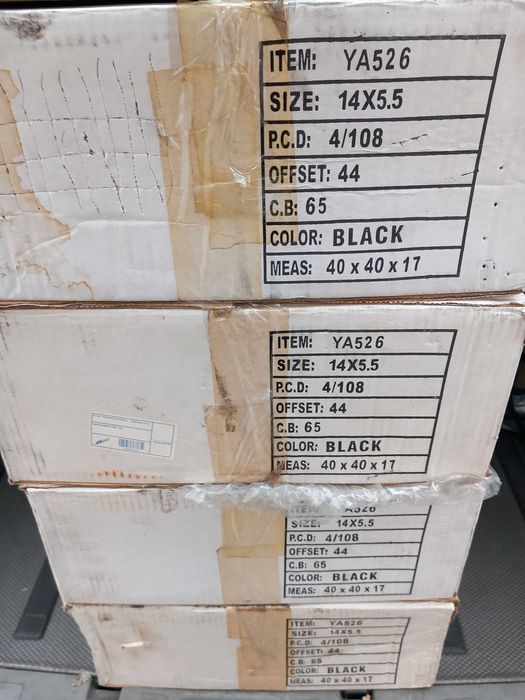 ITEM: YA526
SIZE: 14X5.5
P.C.D: 4/108
OFFSET: 44
C.B: 65
COLOR: BLACK
MEAS: 40 x 40 x 17
ITEM: YA526
SIZE: 14X5.5
P.C.D: 4/108
OFFSET: 44
C.B: 65
COLOR: BLACK
MEAS: 40 x 40 x 17
ITEM: YA526
SIZE: 14X5.5
P.C.D: 4/108
OFFSET: 44
C.B: 65
COLOR: BLACK
MEAS: 40 x 40 x 17
ITEM: YA526
SIZE: 14X5.5
P.C.D: 4/108
OFFSET: 44
C.B: 65
COLOR: BLACK
MEAS: 40 x 40 x 17